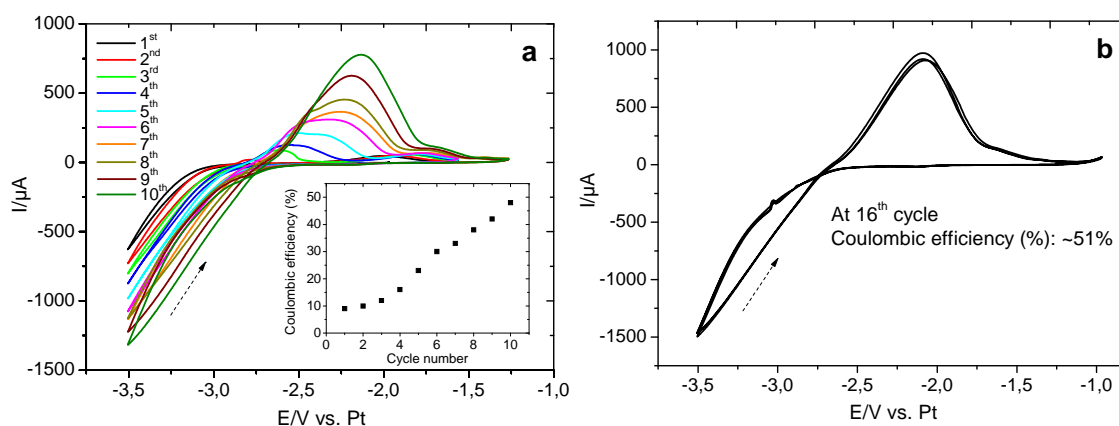 a
1st
2nd
3rd
4th
5th
6th
7th
8th
9th
10th
1000
500
0
-500
-1000
-1500
I/µA
-3,5 -3,0 -2,5 -2,0 -1,5 -1,0
E/V vs. Pt
Coulombic efficiency (%)
50
40
30
20
10
0
0 2 4 6 8 10
Cycle number
b
1000
500
0
-500
-1000
-1500
I/µA
At 16th cycle
Coulombic efficiency (%): ~51%
-3,5 -3,0 -2,5 -2,0 -1,5 -1,0
E/V vs. Pt